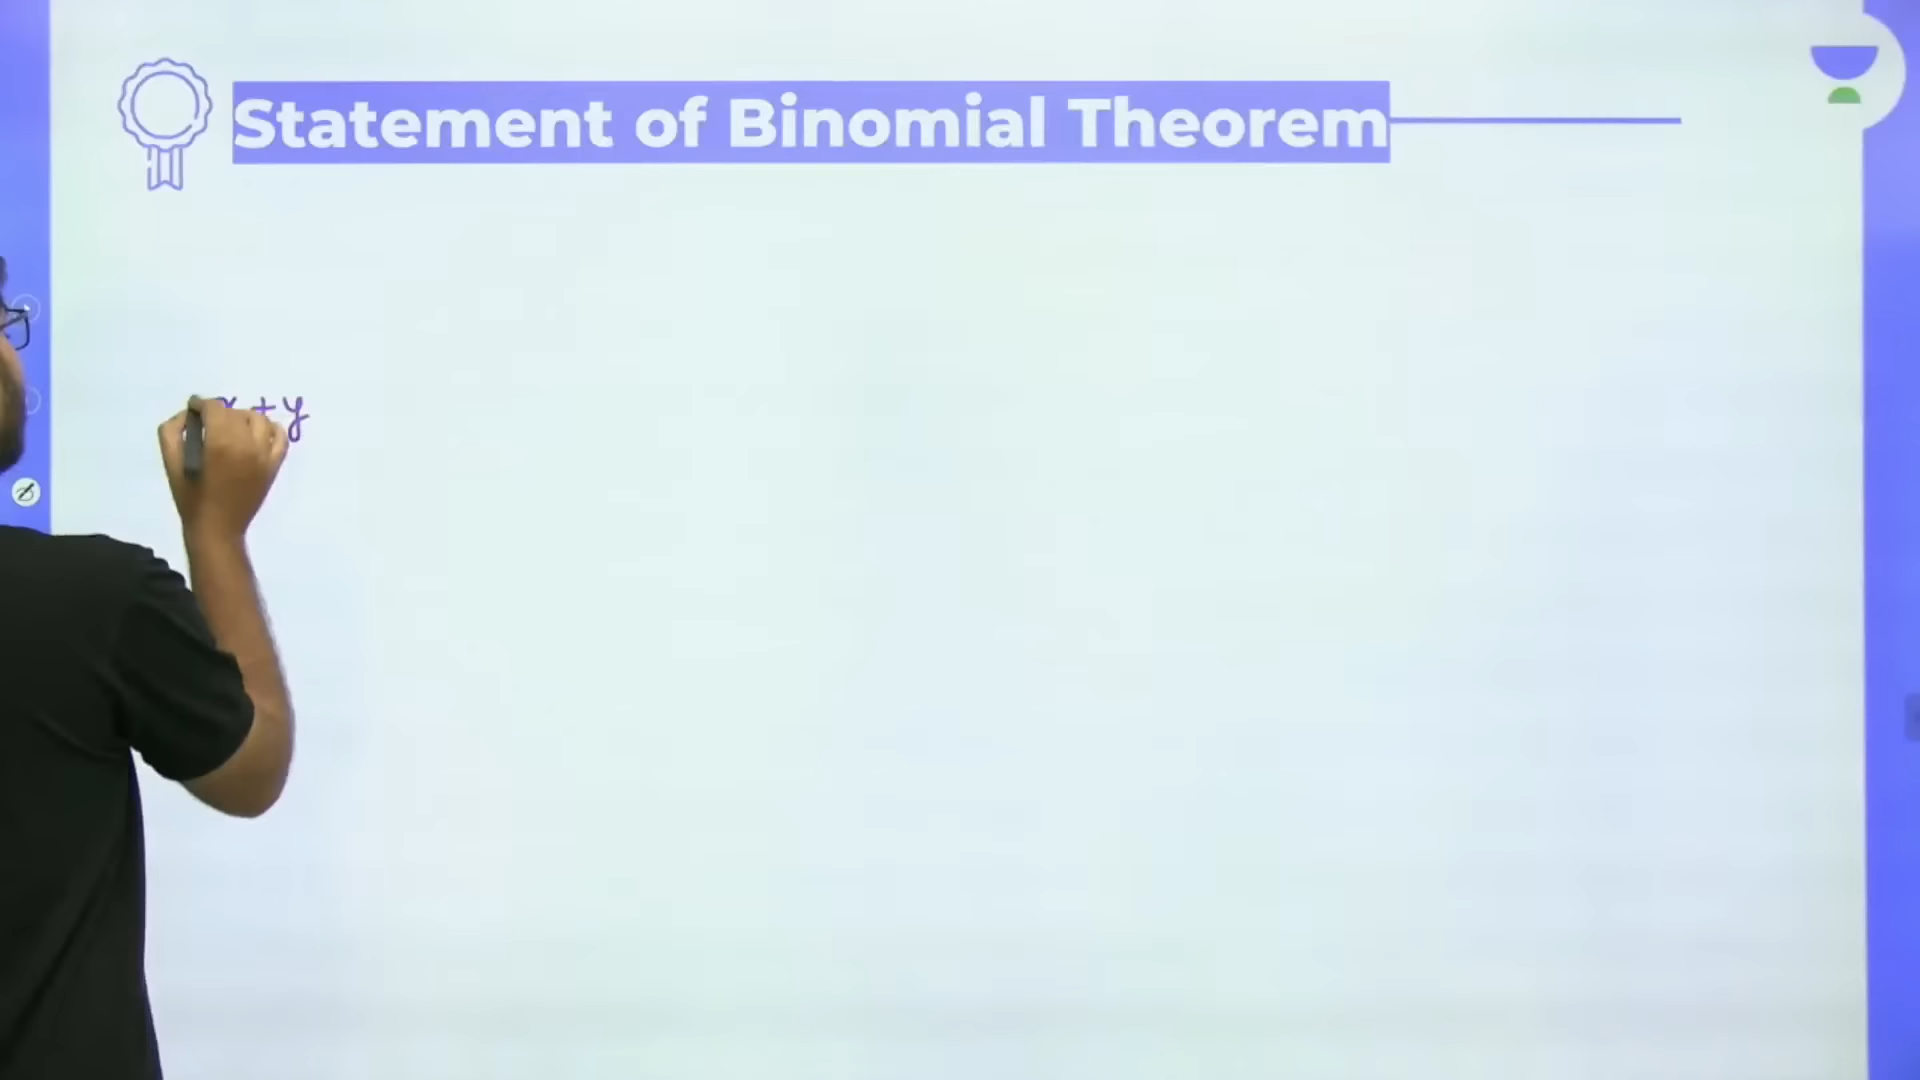 Statement of Binomial Theorem
x + y